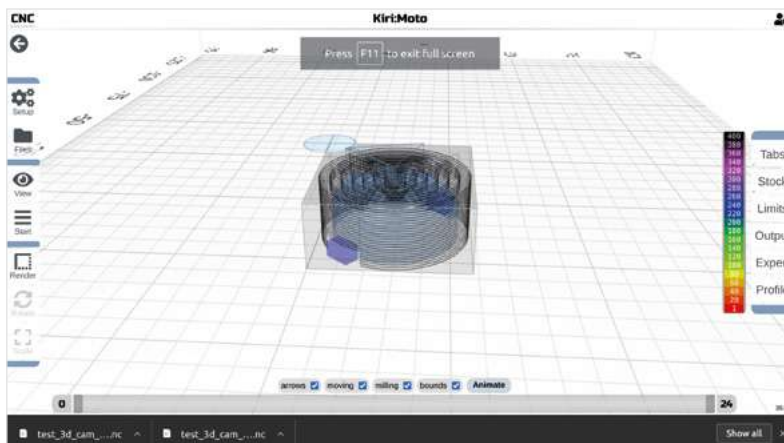 CNC
Kiri:Moto
Press F11 to exit full screen
Setup
Files
View
Start
Render
Tabs
Stock
Limits
Outpu
Exper
Profile
400
380
360
340
320
300
280
260
240
220
200
180
160
140
120
100
80
60
40
20
1
arrows moving milling bounds Animate
0
24
test_3d_cam_....nc
test_3d_cam_....nc
Show all